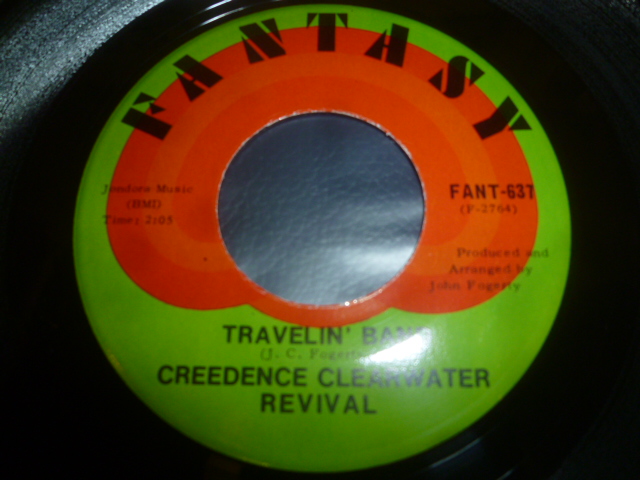 FANTASY
Jondora Music
(BMI)
Time: 2:05
FANT-637
(F-2764)
Produced and
Arranged by
John Fogerty
TRAVELIN' BAND
(J. C. Fogerty)
CREEDENCE CLEARWATER
REVIVAL